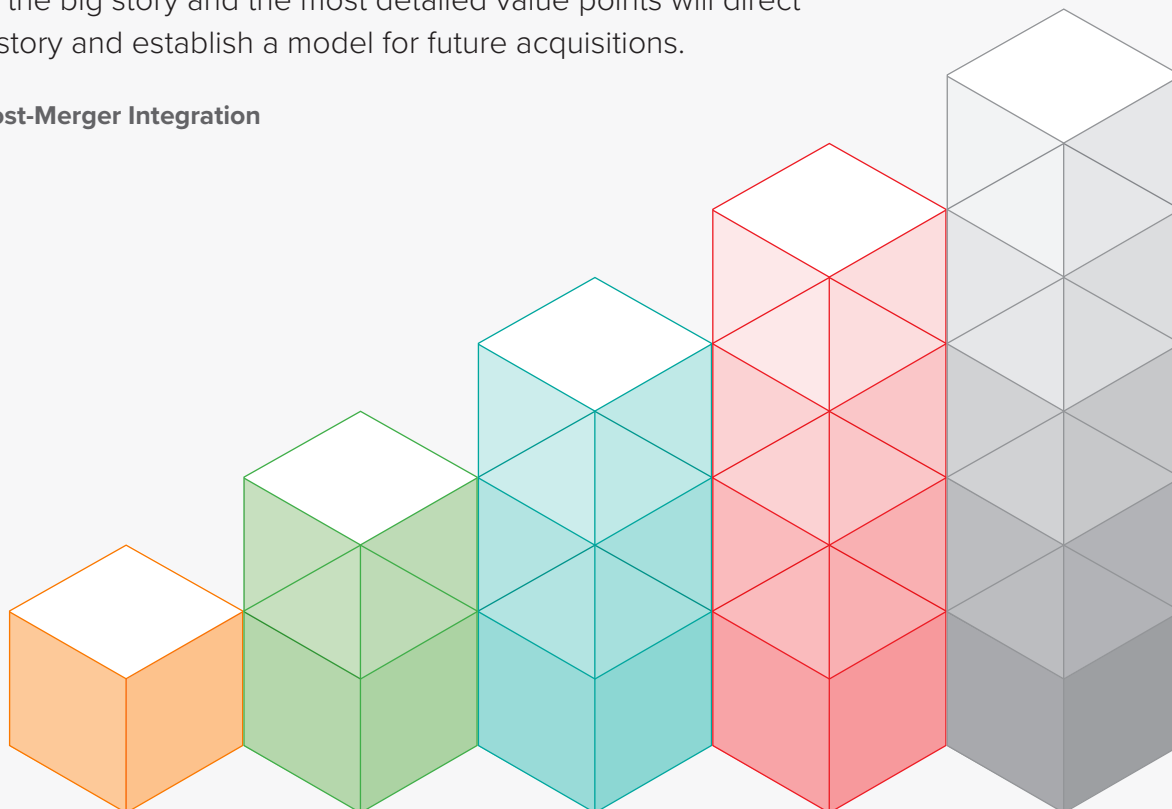 the big story and the most detailed value points will direct
story and establish a model for future acquisitions.
ost-Merger Integration